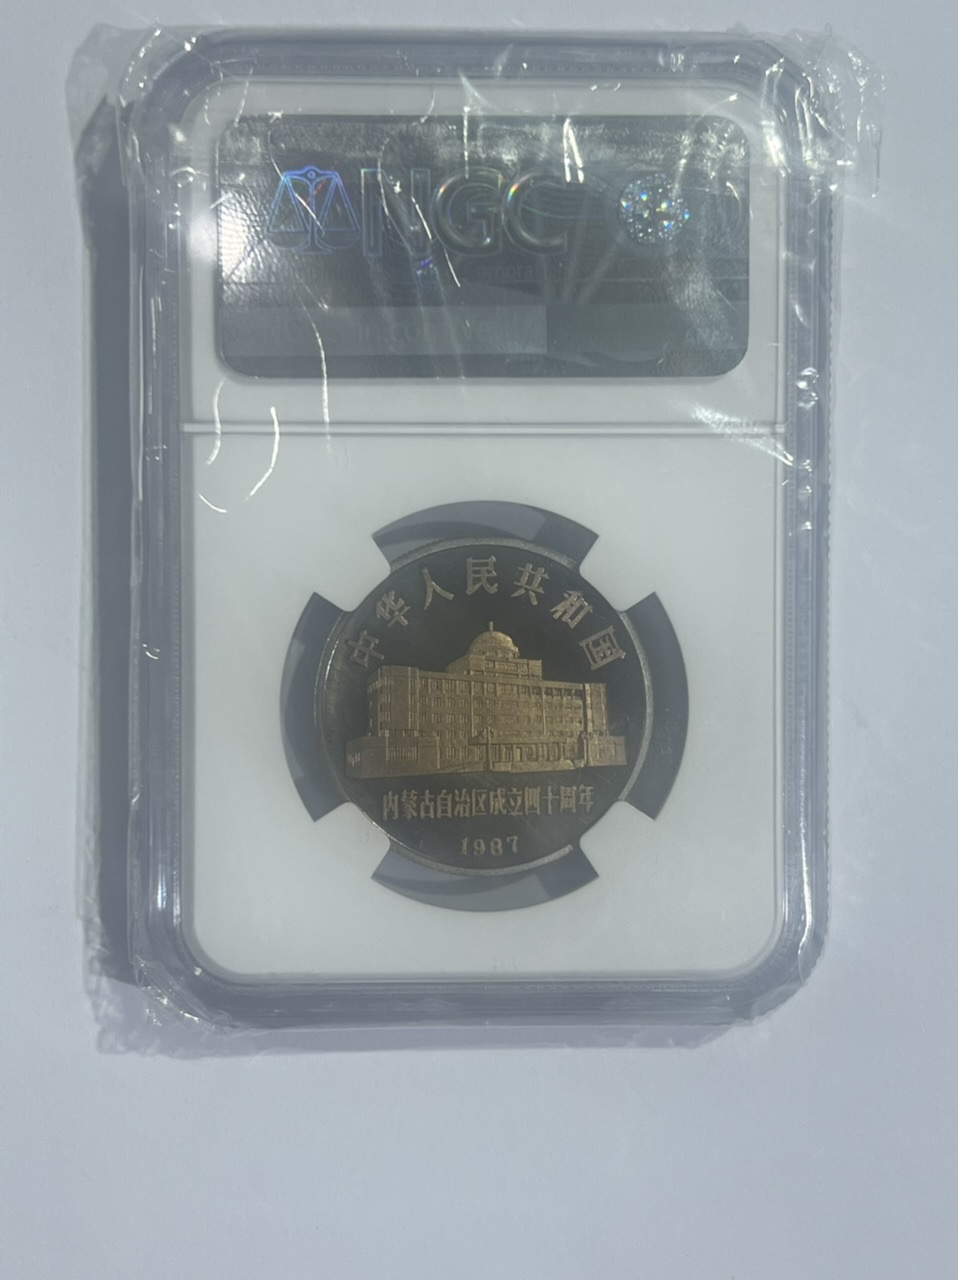 NGC
中华人民共和国
内蒙古自治区成立四十周年
1987